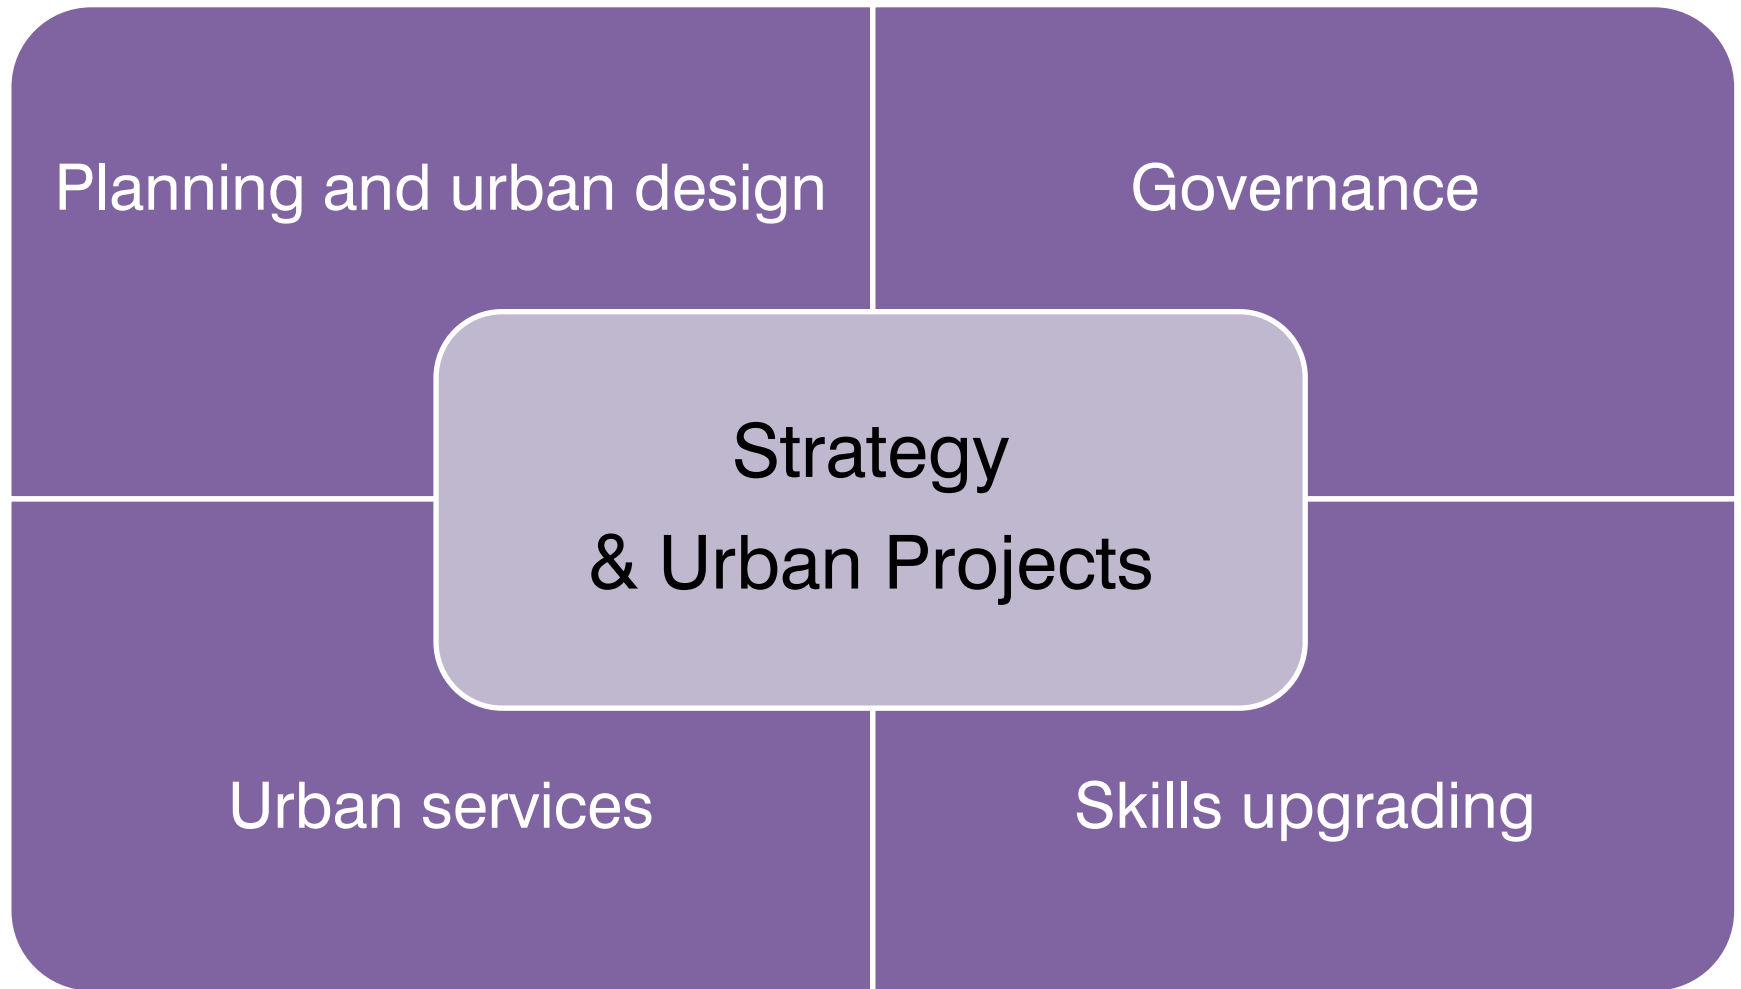 Planning and urban design
Governance
Strategy
& Urban Projects
Urban services
Skills upgrading